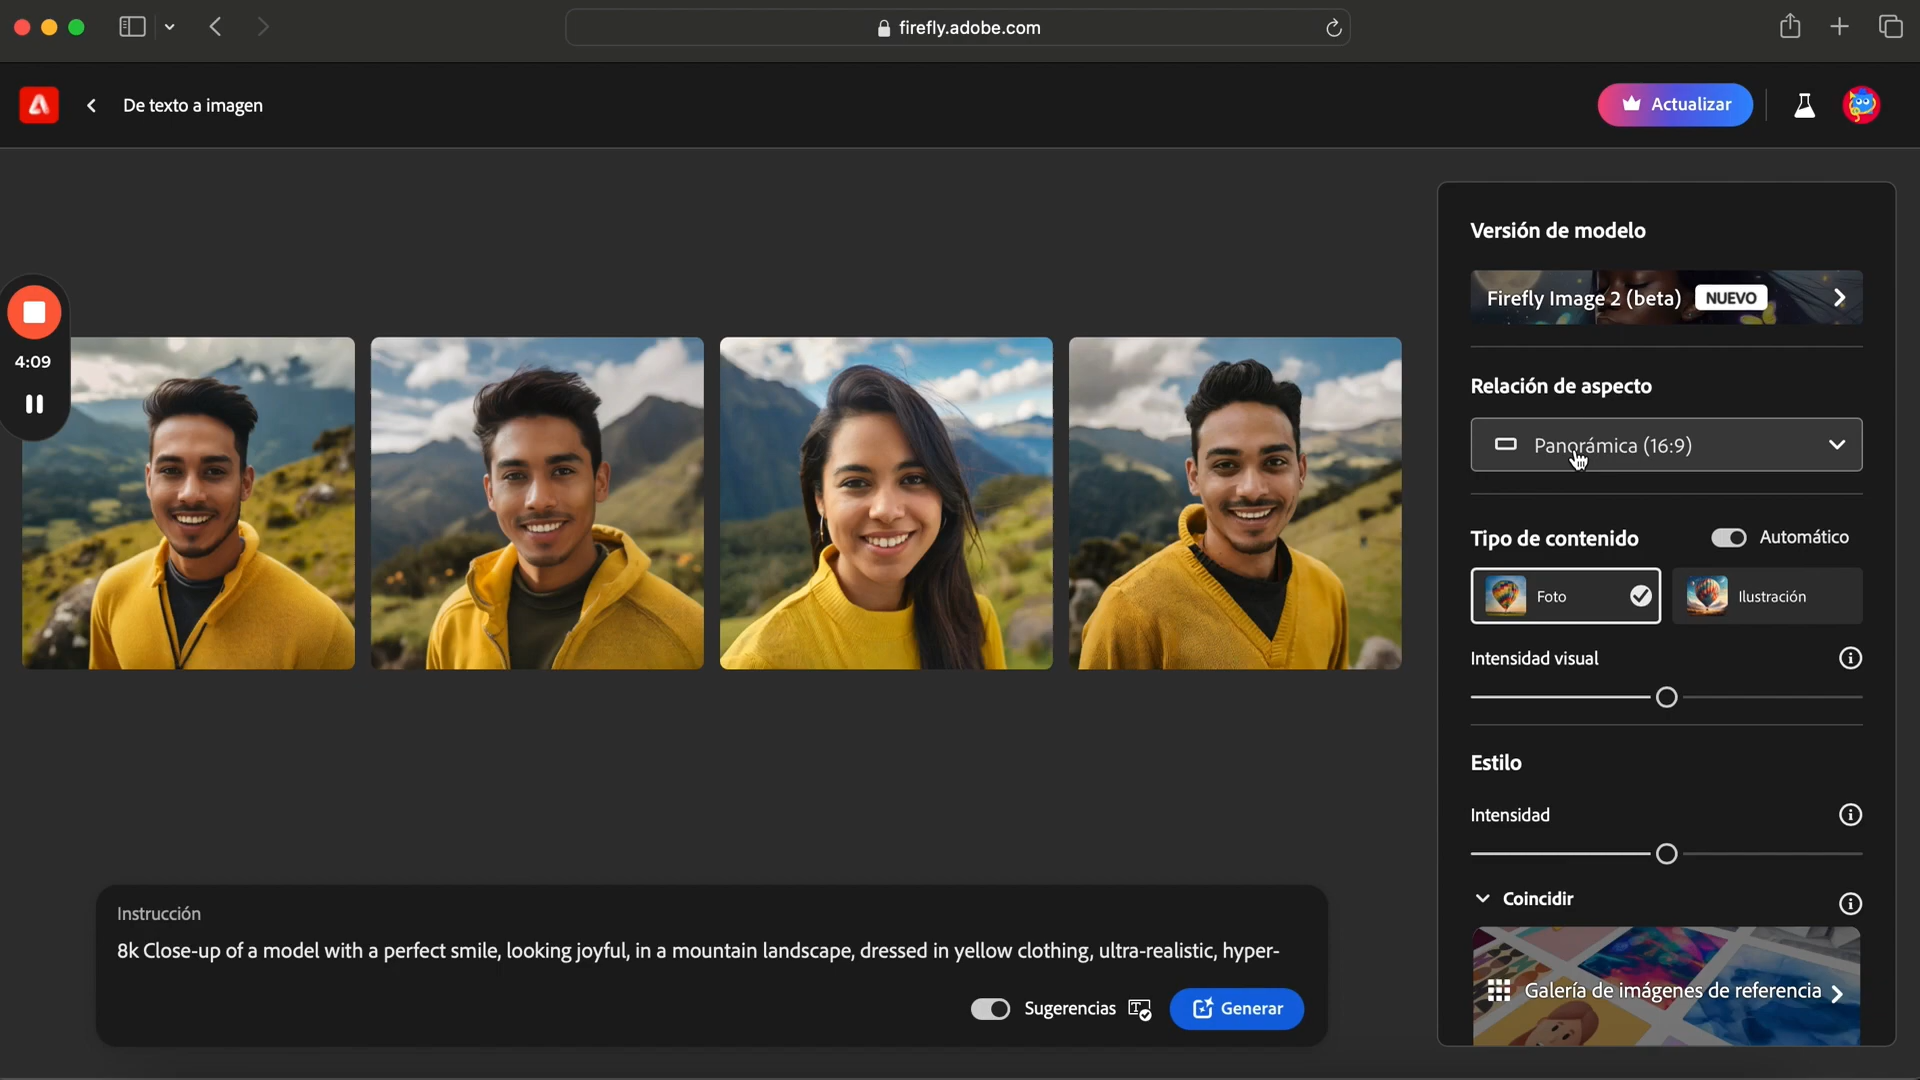 firefly.adobe.com
De texto a imagen
Actualizar
4:09
Versión de modelo
Firefly Image 2 (beta) NUEVO
Relación de aspecto
Panorámica (16:9)
Tipo de contenido Automático
Foto Ilustración
Intensidad visual
Estilo
Intensidad
Coincidir
Galería de imágenes de referencia
Instrucción
8k Close-up of a model with a perfect smile, looking joyful, in a mountain landscape, dressed in yellow clothing, ultra-realistic, hyper-
Sugerencias Generar